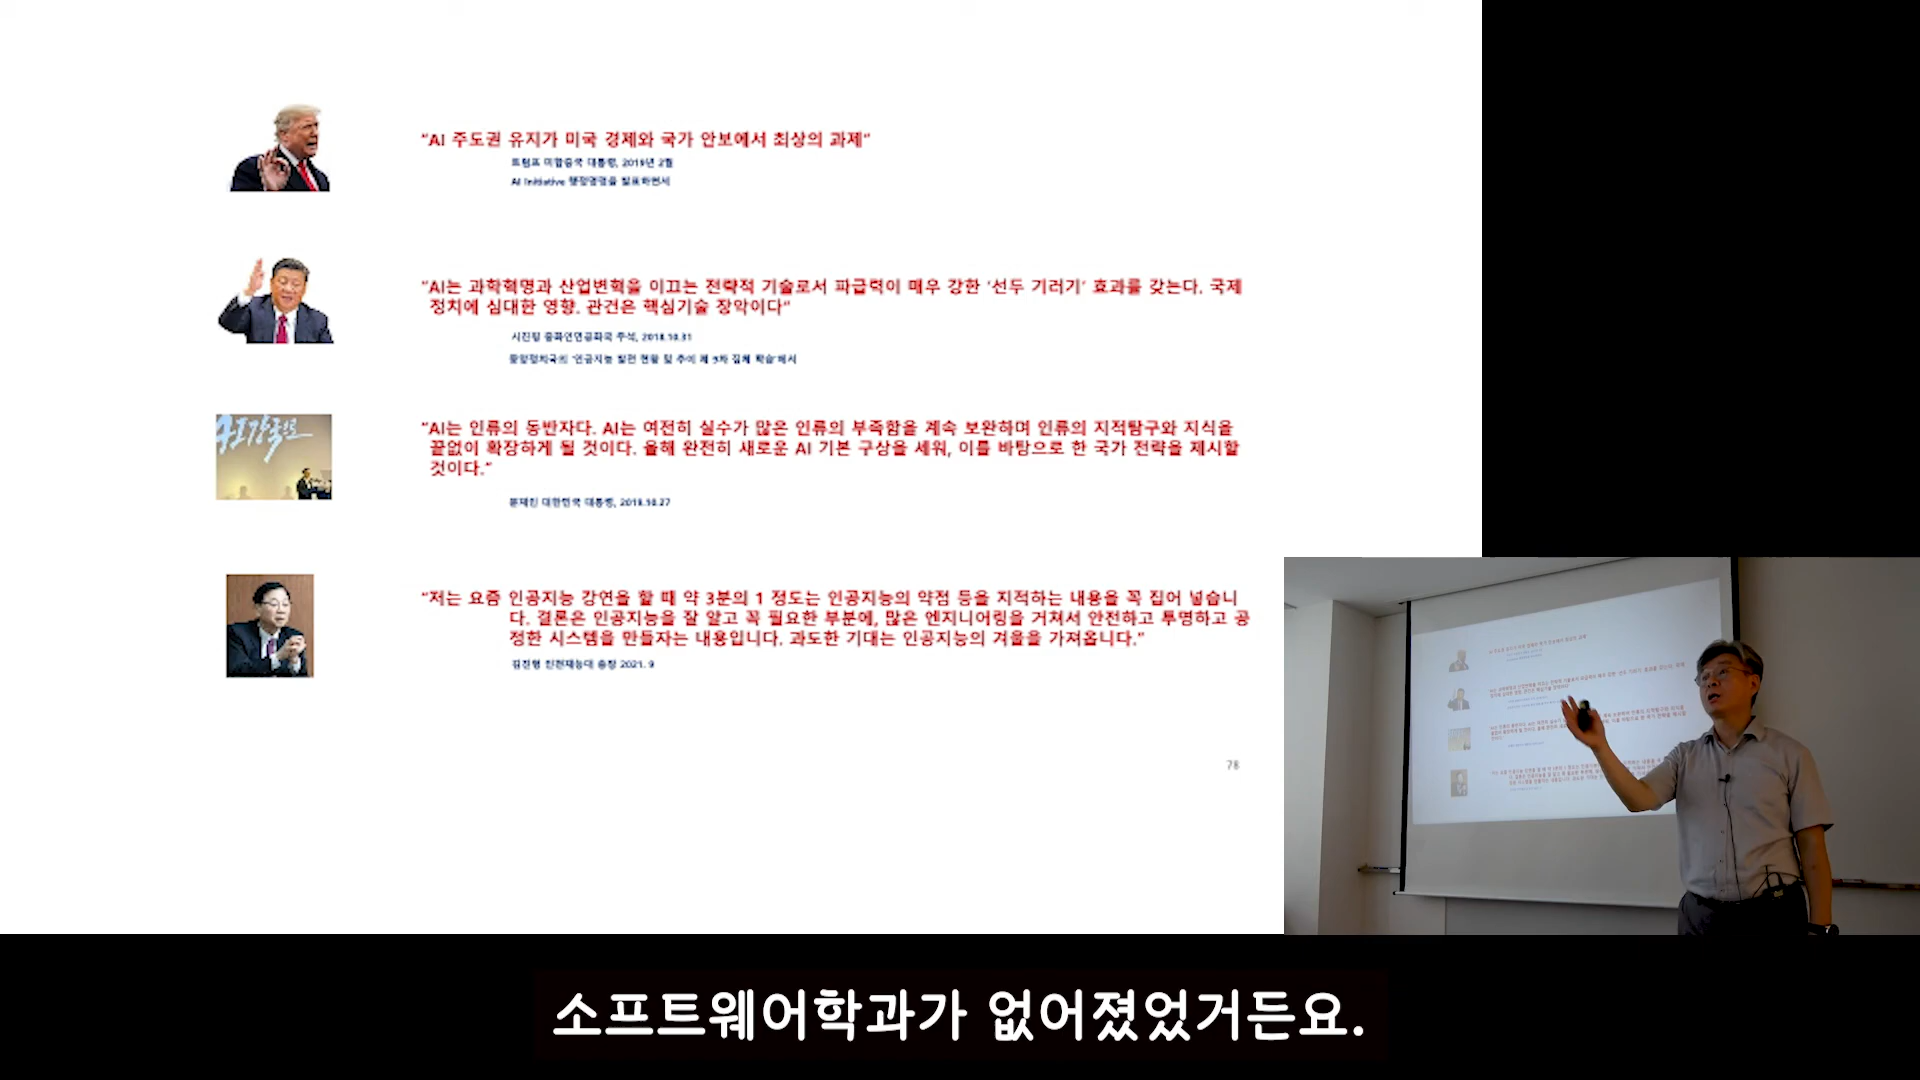 "AI 주도권 유지가 미국 경제와 국가 안보에서 최상의 과제"
트럼프 미합중국 대통령, 2019년 2월
AI Initiative 행정명령을 발표하면서
"AI는 과학혁명과 산업변혁을 이끄는 전략적 기술로서 파급력이 매우 강한 '선두 기러기' 효과를 갖는다. 국제
정치에 심대한 영향. 관건은 핵심기술 장악이다"
시진핑 중화인민공화국 주석, 2018.10.31
중앙정치국의 '인공지능 발전 현황 및 추이 제 9차 집체 학습'에서
"AI는 인류의 동반자다. AI는 여전히 실수가 많은 인류의 부족함을 계속 보완하며 인류의 지적탐구와 지식을
끝없이 확장하게 될 것이다. 올해 완전히 새로운 AI 기본 구상을 세워, 이를 바탕으로 한 국가 전략을 제시할
것이다."
문재인 대한민국 대통령, 2019.10.27
"저는 요즘 인공지능 강연을 할 때 약 3분의 1 정도는 인공지능의 약점 등을 지적하는 내용을 꼭 집어 넣습니
다. 결론은 인공지능을 잘 알고 꼭 필요한 부분에, 많은 엔지니어링을 거쳐서 안전하고 투명하고 공
정한 시스템을 만들자는 내용입니다. 과도한 기대는 인공지능의 겨울을 가져옵니다."
김진형 인천재능대 총장 2021. 9
78
소프트웨어학과가 없어졌었거든요.